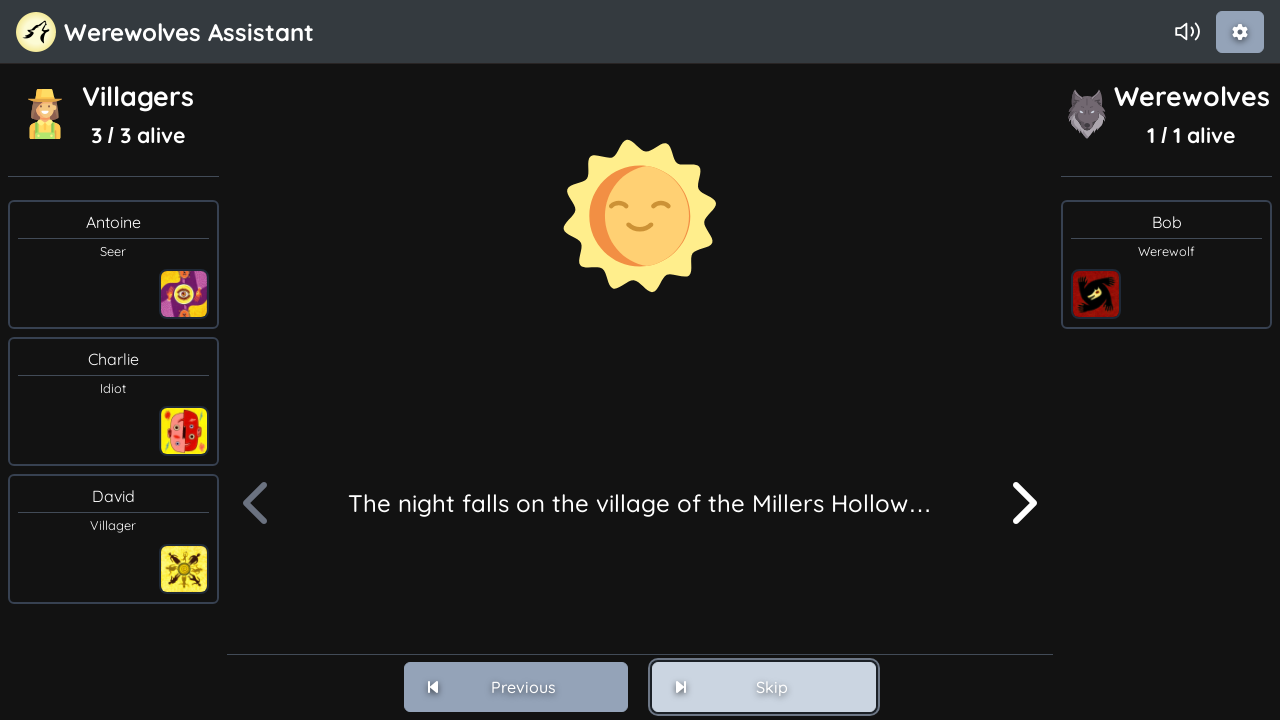 Werewolves Assistant
Villagers
3 / 3 alive
Werewolves
1 / 1 alive
Antoine
Seer
Charlie
Idiot
David
Villager
Bob
Werewolf
The night falls on the village of the Millers Hollow…
Previous
Skip